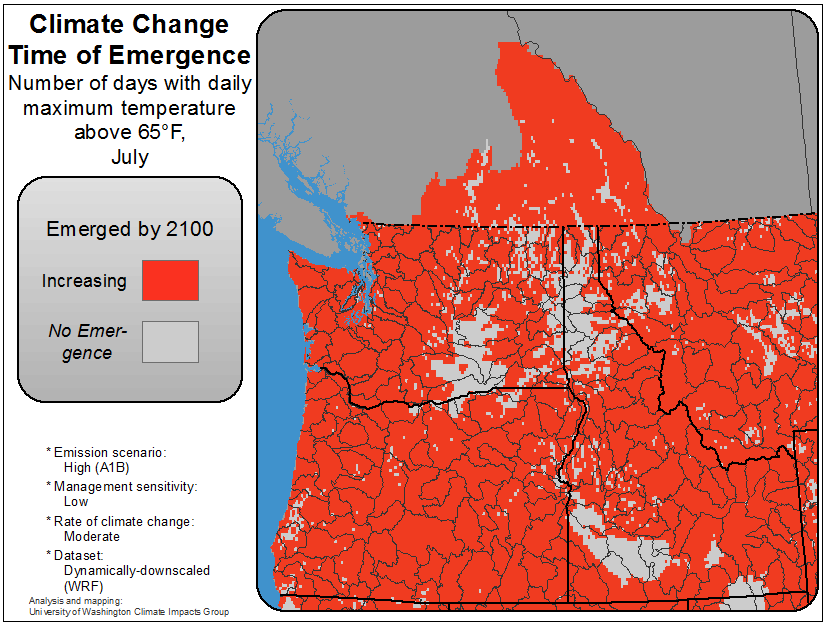 Climate Change
Time of Emergence
Number of days with daily
maximum temperature
above 65°F,
July
Emerged by 2100
Increasing
No Emer-
gence
* Emission scenario:
High (A1B)
* Management sensitivity:
Low
* Rate of climate change:
Moderate
* Dataset:
Dynamically-downscaled
(WRF)
Analysis and mapping:
University of Washington Climate Impacts Group